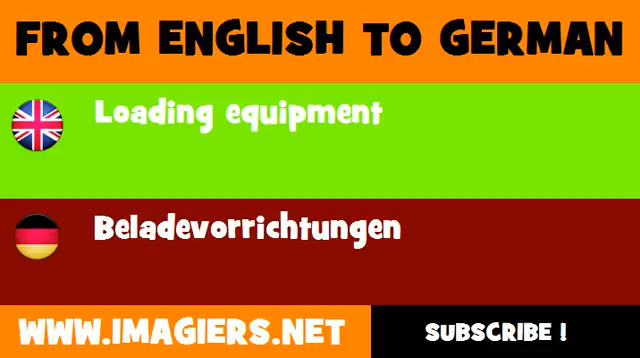 FROM ENGLISH TO GERMAN
Loading equipment
Beladevorrichtungen
WWW.IMAGIERS.NET
SUBSCRIBE !